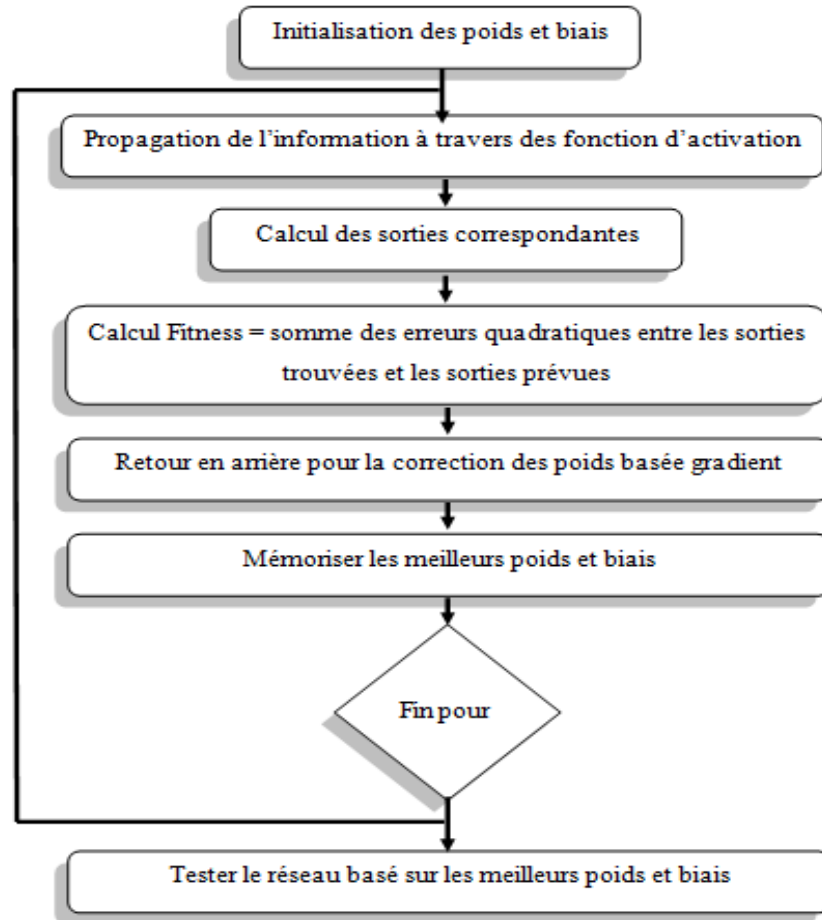 Initialisation des poids et biais
Propagation de l'information à travers des fonction d'activation
Calcul des sorties correspondantes
Calcul Fitness = somme des erreurs quadratiques entre les sorties
trouvées et les sorties prévues
Retour en arrière pour la correction des poids basée gradient
Mémoriser les meilleurs poids et biais
Fin pour
Tester le réseau basé sur les meilleurs poids et biais